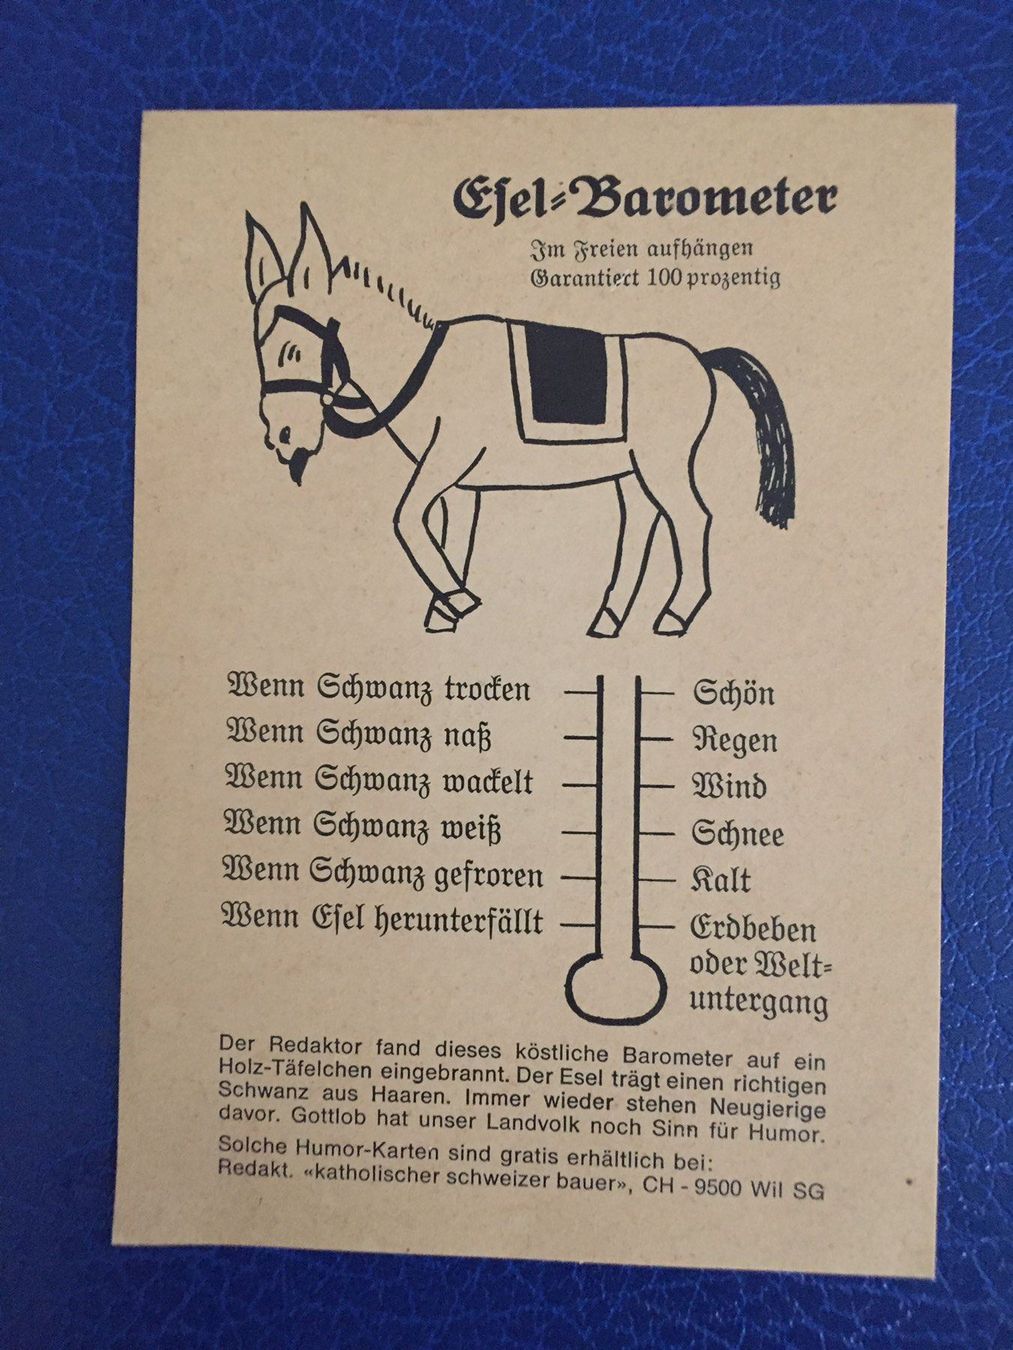 Esel-Barometer
Im Freien aufhängen
Garantiert 100 prozentig
Wenn Schwanz trocken Schön
Wenn Schwanz naß Regen
Wenn Schwanz wackelt Wind
Wenn Schwanz weiß Schnee
Wenn Schwanz gefroren Kalt
Wenn Esel herunterfällt Erdbeben
oder Welt-
untergang
Der Redaktor fand dieses köstliche Barometer auf ein
Holz-Täfelchen eingebrannt. Der Esel trägt einen richtigen
Schwanz aus Haaren. Immer wieder stehen Neugierige
davor. Gottlob hat unser Landvolk noch Sinn für Humor.
Solche Humor-Karten sind gratis erhältlich bei:
Redakt. «katholischer schweizer bauer», CH - 9500 Wil SG